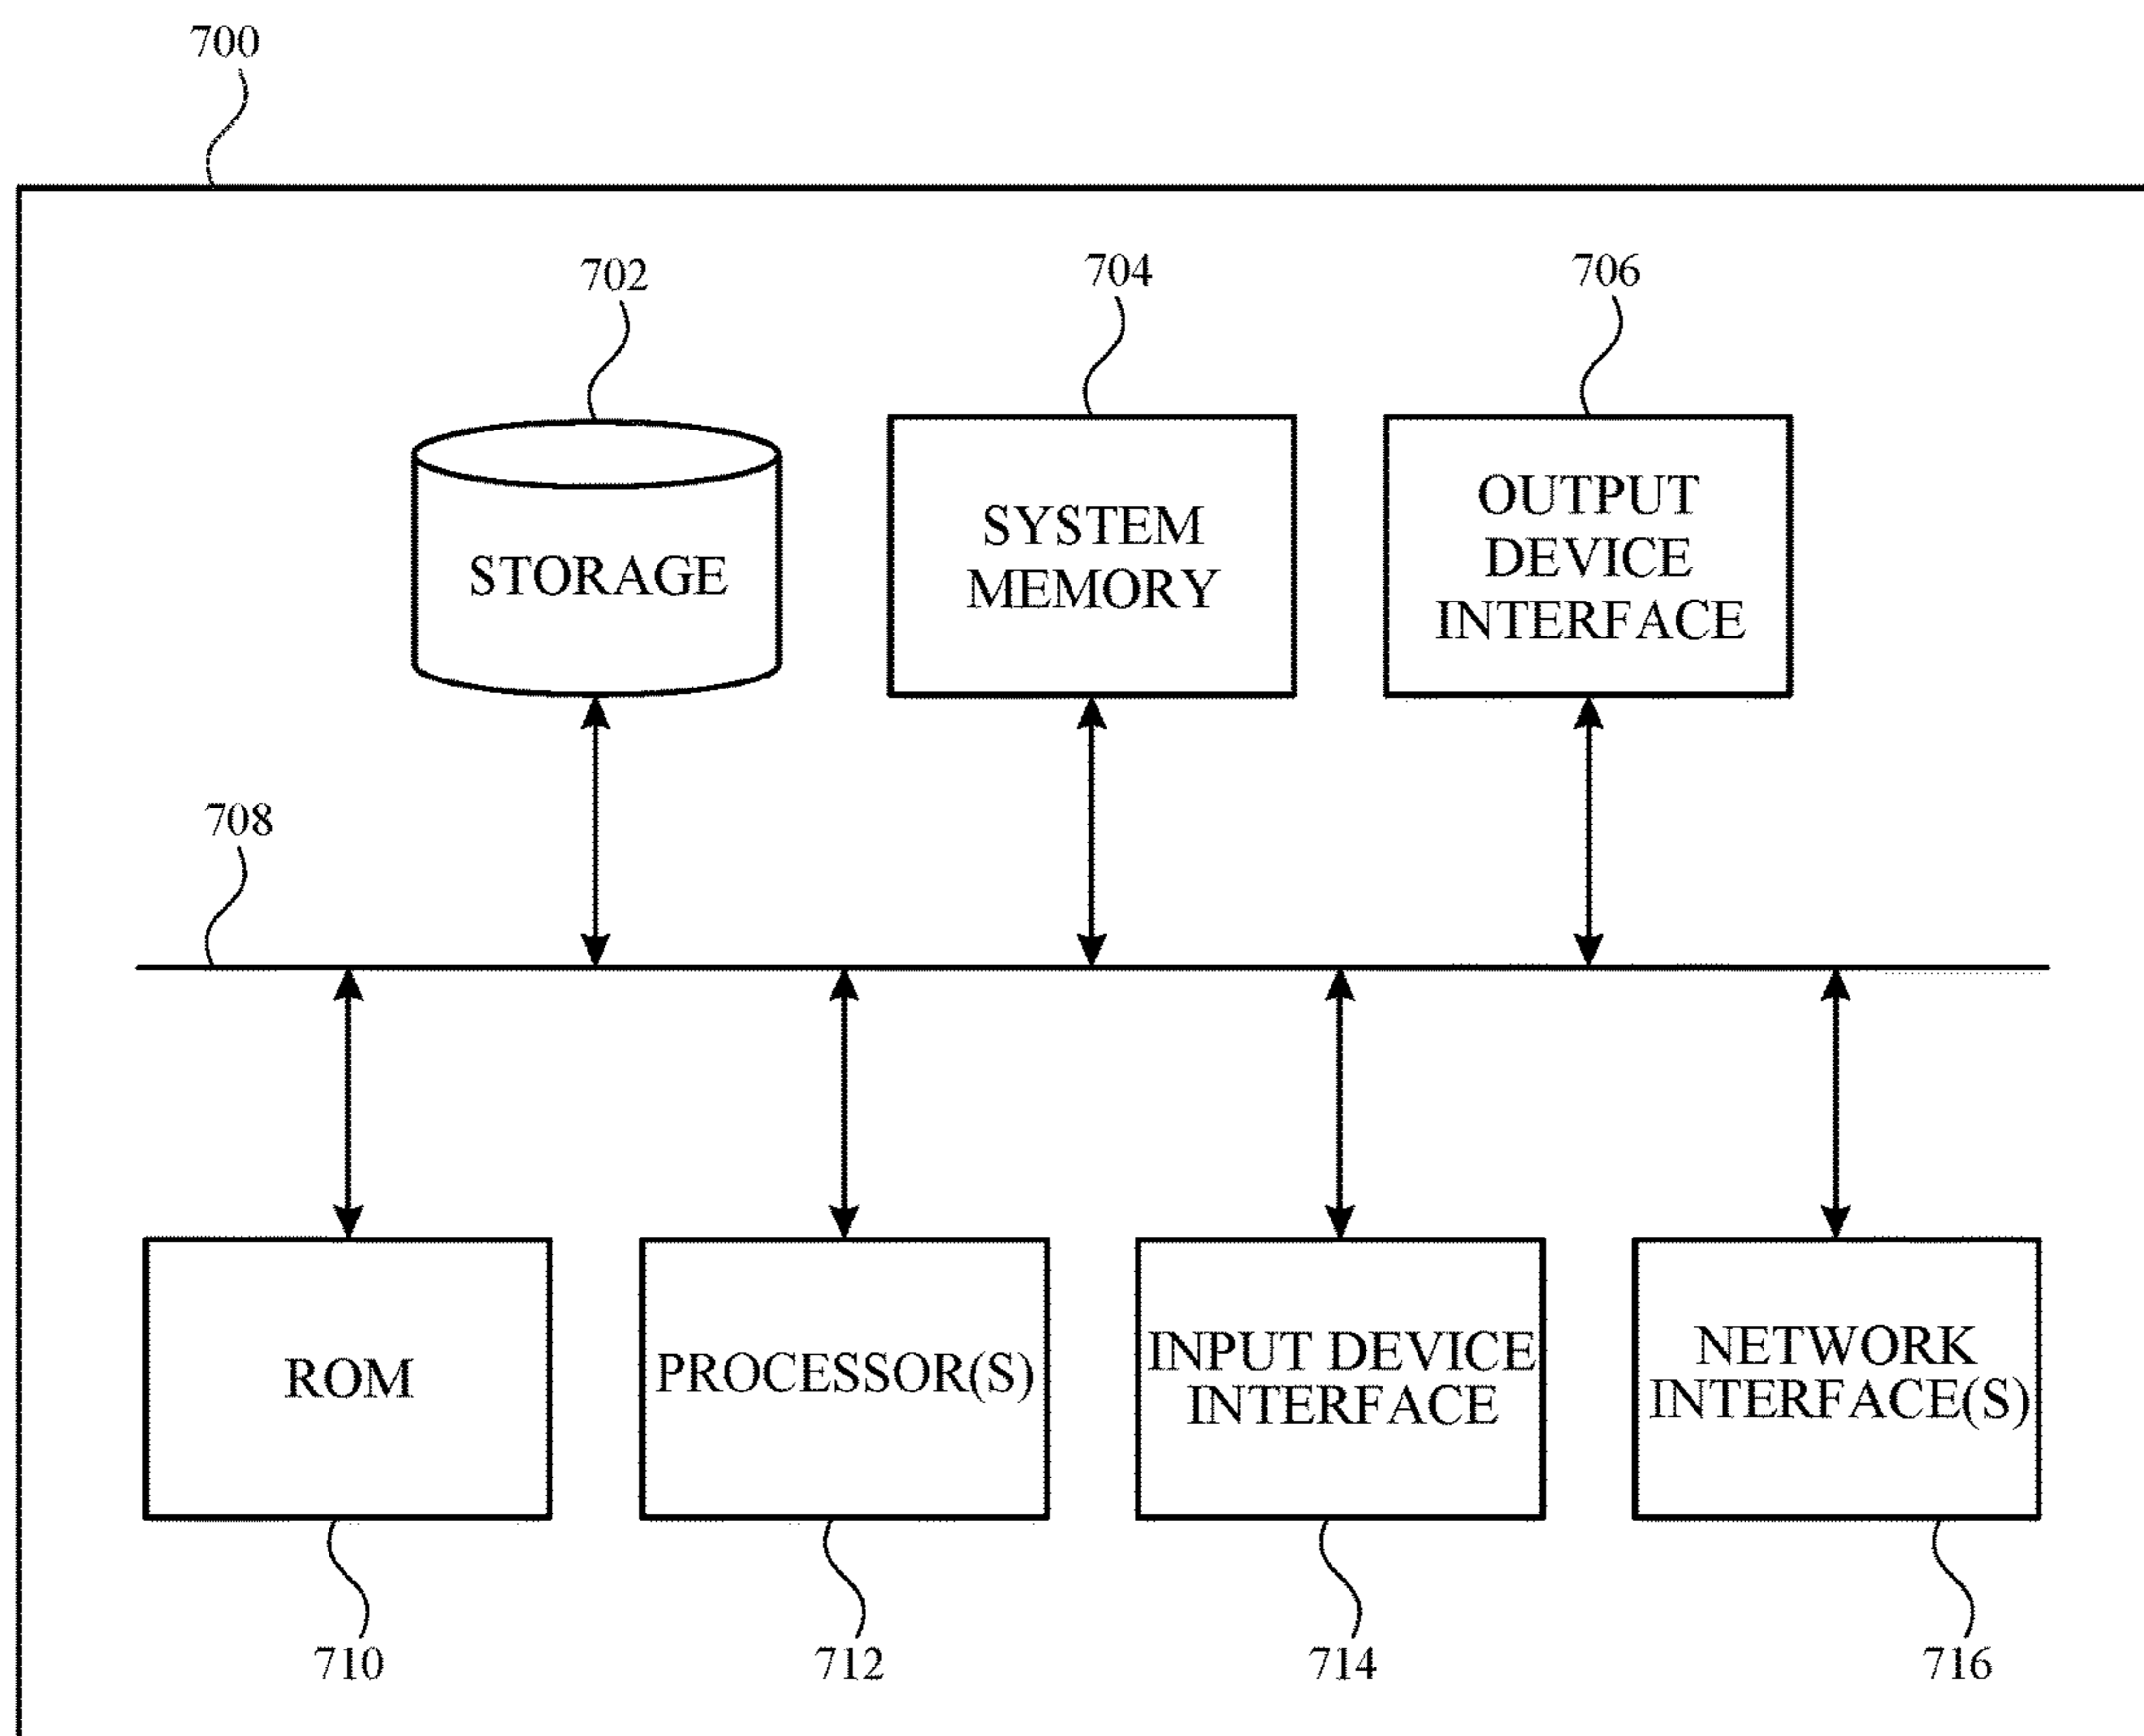 700
702
704
706
STORAGE
SYSTEM
MEMORY
OUTPUT
DEVICE
INTERFACE
708
ROM
PROCESSOR(S)
INPUT DEVICE
INTERFACE
NETWORK
INTERFACE(S)
710
712
714
716